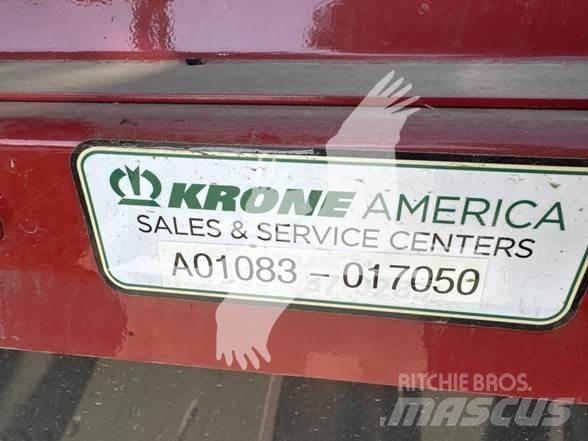 KRONE AMERICA
SALES & SERVICE CENTERS
A01083-017050
RITCHIE BROS.
MASCUS